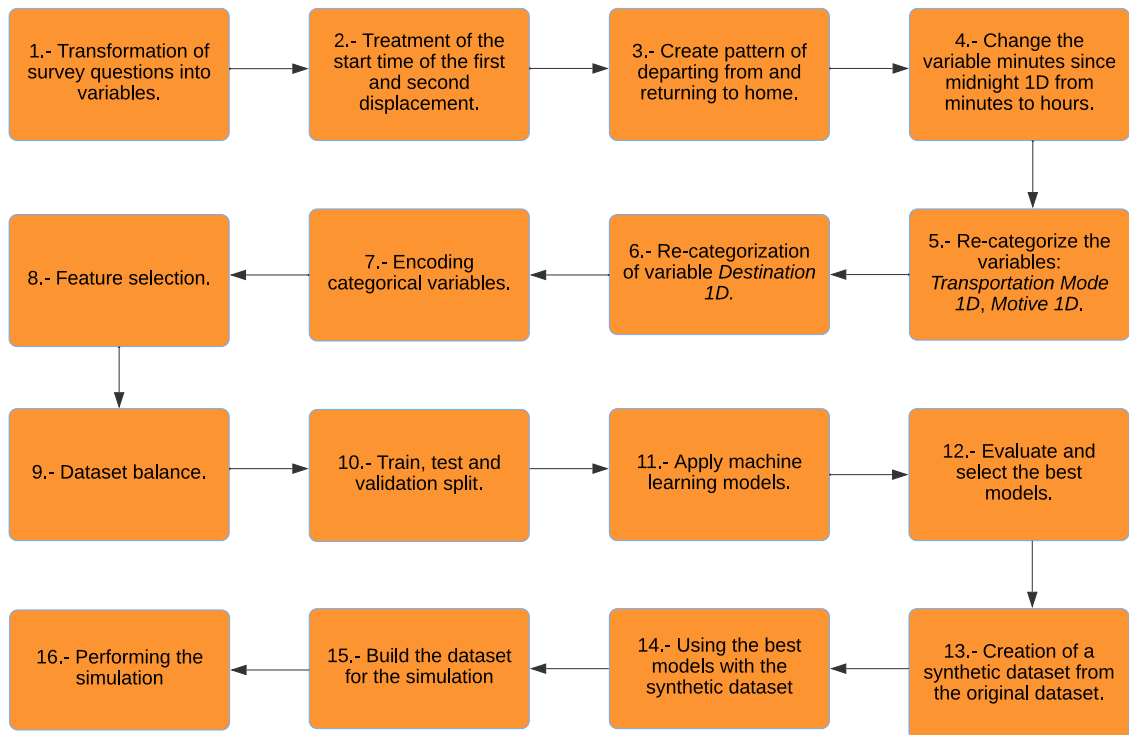 1.- Transformation of
survey questions into
variables.
2.- Treatment of the
start time of the first
and second
displacement.
3.- Create pattern of
departing from and
returning to home.
4.- Change the
variable minutes since
midnight 1D from
minutes to hours.
5.- Re-categorize the
variables:
Transportation Mode
1D, Motive 1D.
6.- Re-categorization
of variable Destination
1D.
7.- Encoding
categorical variables.
8.- Feature selection.
9.- Dataset balance.
10.- Train, test and
validation split.
11.- Apply machine
learning models.
12.- Evaluate and
select the best
models.
13.- Creation of a
synthetic dataset from
the original dataset.
14.- Using the best
models with the
synthetic dataset
15.- Build the dataset
for the simulation
16.- Performing the
simulation